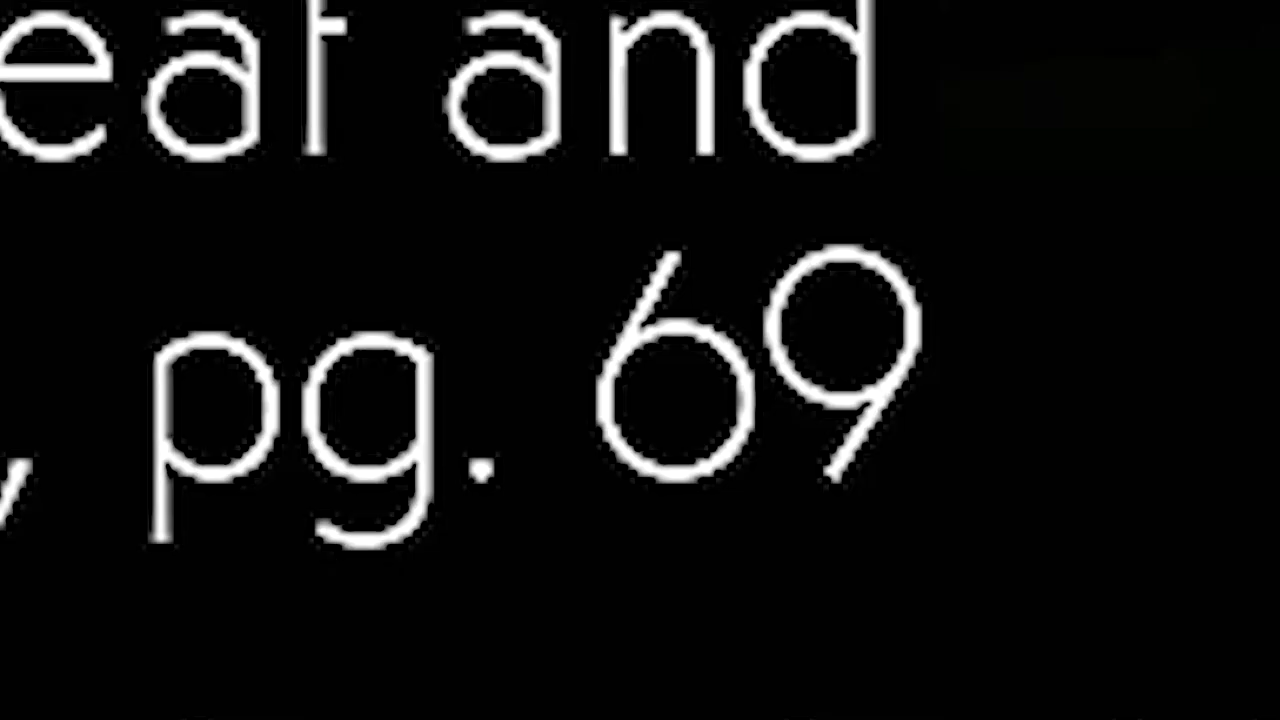 eat and
, pg. 69